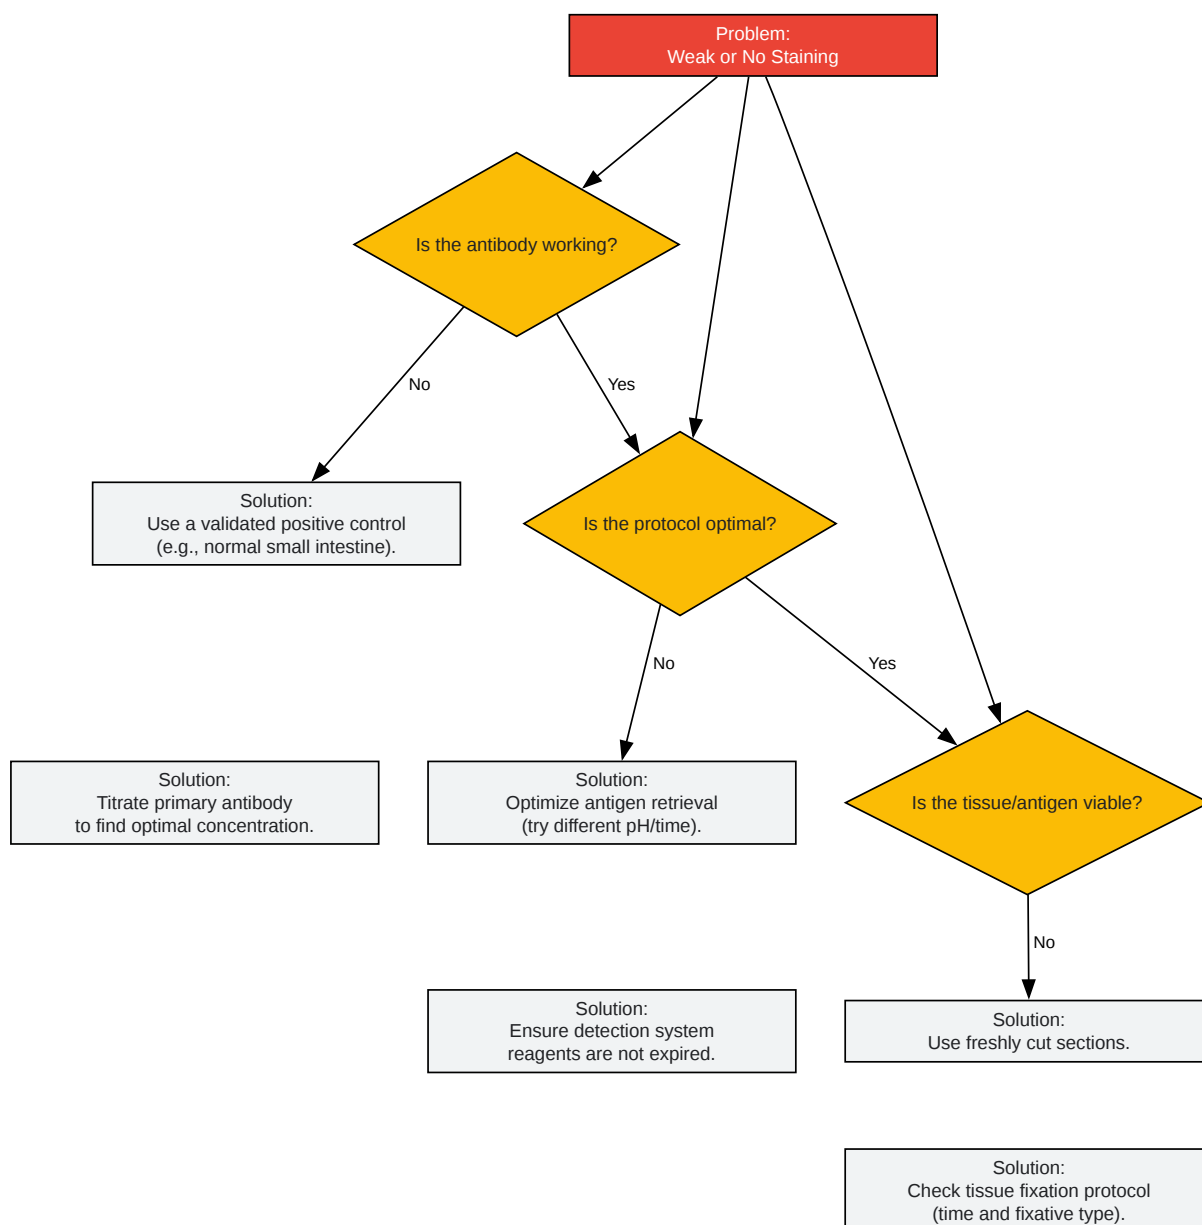 Problem:
Weak or No Staining
Is the antibody working?
No
Yes
Solution:
Use a validated positive control
(e.g., normal small intestine).
Is the protocol optimal?
No
Yes
Solution:
Titrate primary antibody
to find optimal concentration.
Solution:
Optimize antigen retrieval
(try different pH/time).
Is the tissue/antigen viable?
No
Solution:
Ensure detection system
reagents are not expired.
Solution:
Use freshly cut sections.
Solution:
Check tissue fixation protocol
(time and fixative type).